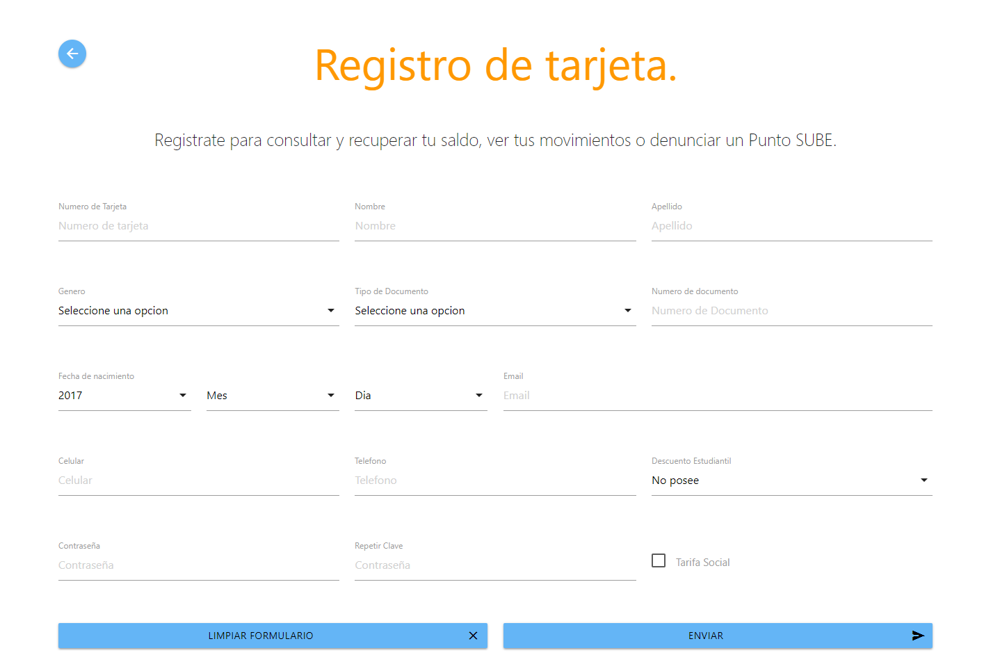 Registro de tarjeta.
Registrate para consultar y recuperar tu saldo, ver tus movimientos o denunciar un Punto SUBE.
Numero de Tarjeta
Numero de tarjeta
Nombre
Nombre
Apellido
Apellido
Genero
Seleccione una opcion
Tipo de Documento
Seleccione una opcion
Numero de documento
Numero de Documento
Fecha de nacimiento
2017
Mes
Dia
Email
Email
Celular
Celular
Telefono
Telefono
Descuento Estudiantil
No posee
Contraseña
Contraseña
Repetir Clave
Contraseña
Tarifa Social
LIMPIAR FORMULARIO
ENVIAR